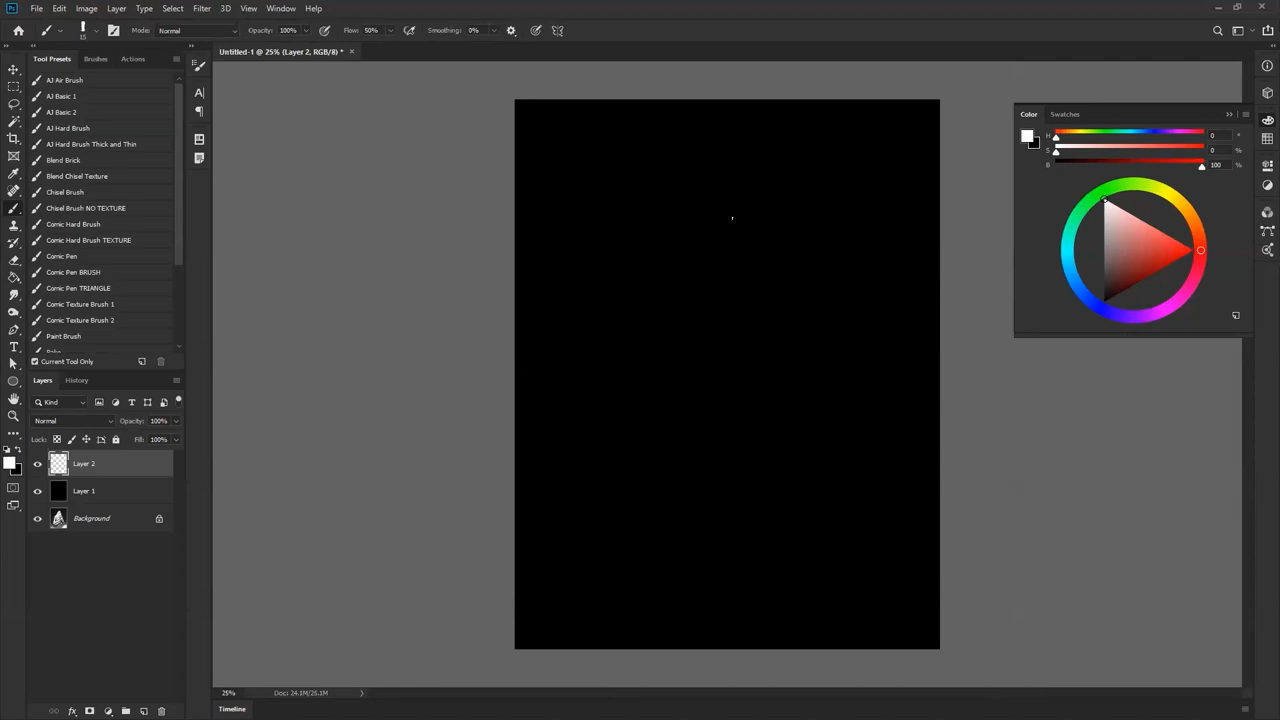 Ps File Edit Image Layer Type Select Filter 3D View Window Help
15 Mode: Normal Opacity: 100% Flow: 50% Smoothing: 0%
Tool Presets Brushes Actions
Untitled-1 @ 25% (Layer 2, RGB/8) * ×
AJ Air Brush
AJ Basic 1
AJ Basic 2
AJ Hard Brush
AJ Hard Brush Thick and Thin
Blend Brick
Blend Chisel Texture
Chisel Brush
Chisel Brush NO TEXTURE
Comic Hard Brush
Comic Hard Brush TEXTURE
Comic Pen
Comic Pen BRUSH
Comic Pen TRIANGLE
Comic Texture Brush 1
Comic Texture Brush 2
Paint Brush
Current Tool Only
Layers History
Kind
Normal Opacity: 100%
Lock: Fill: 100%
Layer 2
Layer 1
Background
fx
Color Swatches
H 0 °
S 0 %
B 100 %
25% Doc: 24.1M/25.1M
Timeline